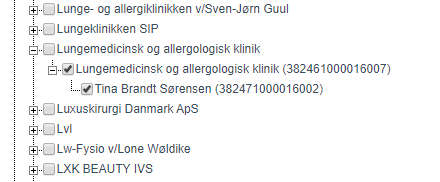 Lunge- og allergiklinikken v/Sven-Jørn Guul
Lungeklinikken SIP
Lungemedicinsk og allergologisk klinik
Lungemedicinsk og allergologisk klinik (382461000016007)
Tina Brandt Sørensen (382471000016002)
Luxuskirurgi Danmark ApS
Lvl
Lw-Fysio v/Lone Wøldike
LXK BEAUTY IVS